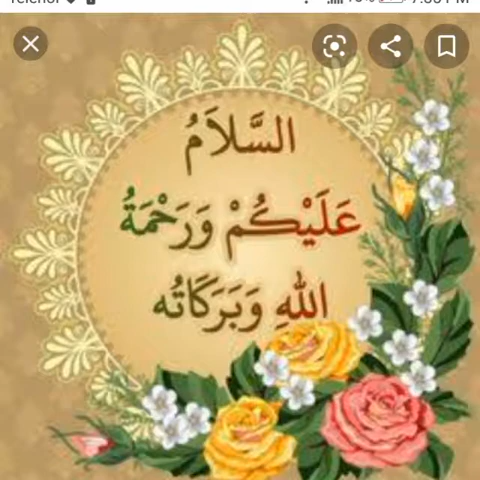 السَّلاَمُ
عَلَيْكُمْ وَرَحْمَةُ
اللهِ وَبَرَكَاتُه